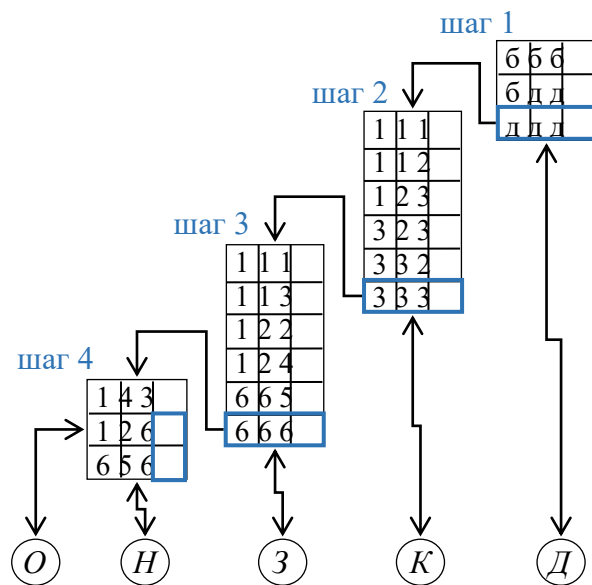 шаг 1
б б б
б д д
д д д
шаг 2
1 1 1
1 1 2
1 2 3
3 2 3
3 3 2
3 3 3
шаг 3
1 1 1
1 1 3
1 2 2
1 2 4
6 6 5
6 6 6
шаг 4
1 4 3
1 2 6
6 5 6
О Н З К Д